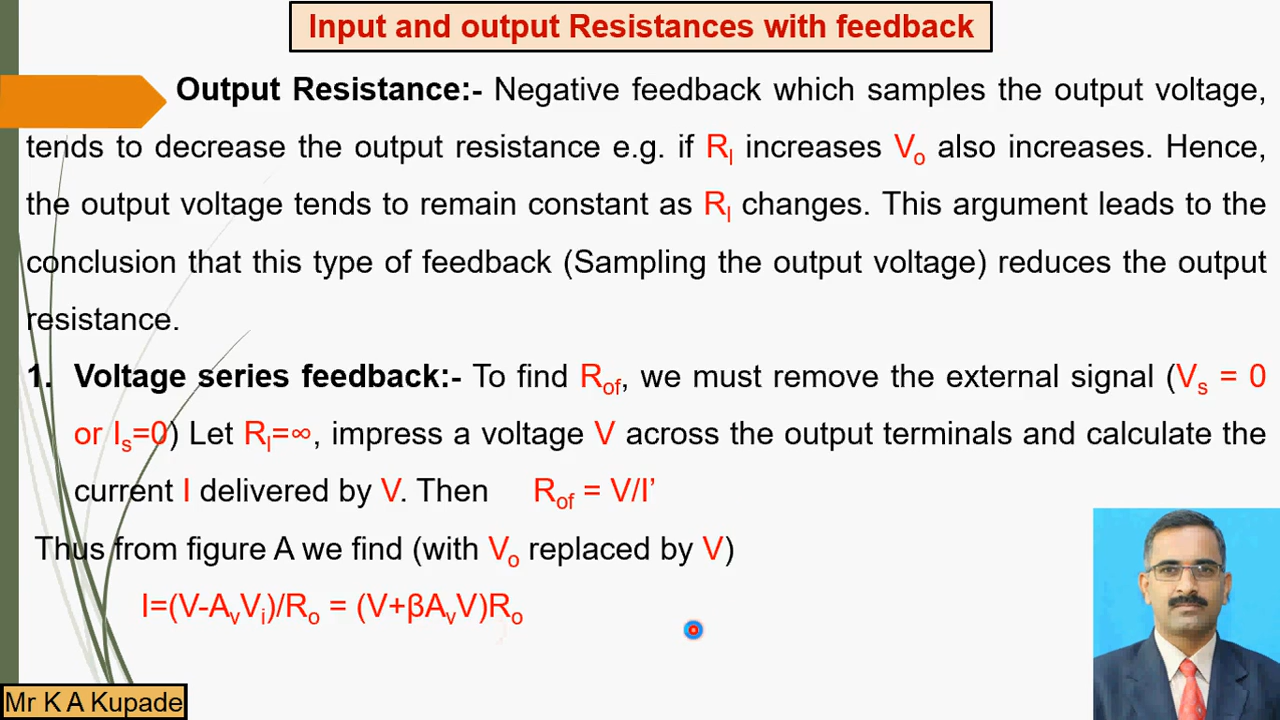 Input and output Resistances with feedback
Output Resistance:- Negative feedback which samples the output voltage,
tends to decrease the output resistance e.g. if Rl increases Vo also increases. Hence,
the output voltage tends to remain constant as Rl changes. This argument leads to the
conclusion that this type of feedback (Sampling the output voltage) reduces the output
resistance.
1. Voltage series feedback:- To find Rof, we must remove the external signal (Vs = 0
or Is=0) Let Rl=∞, impress a voltage V across the output terminals and calculate the
current I delivered by V. Then Rof = V/I’
Thus from figure A we find (with Vo replaced by V)
I=(V-AvVi)/Ro = (V+βAvV)Ro
Mr K A Kupade